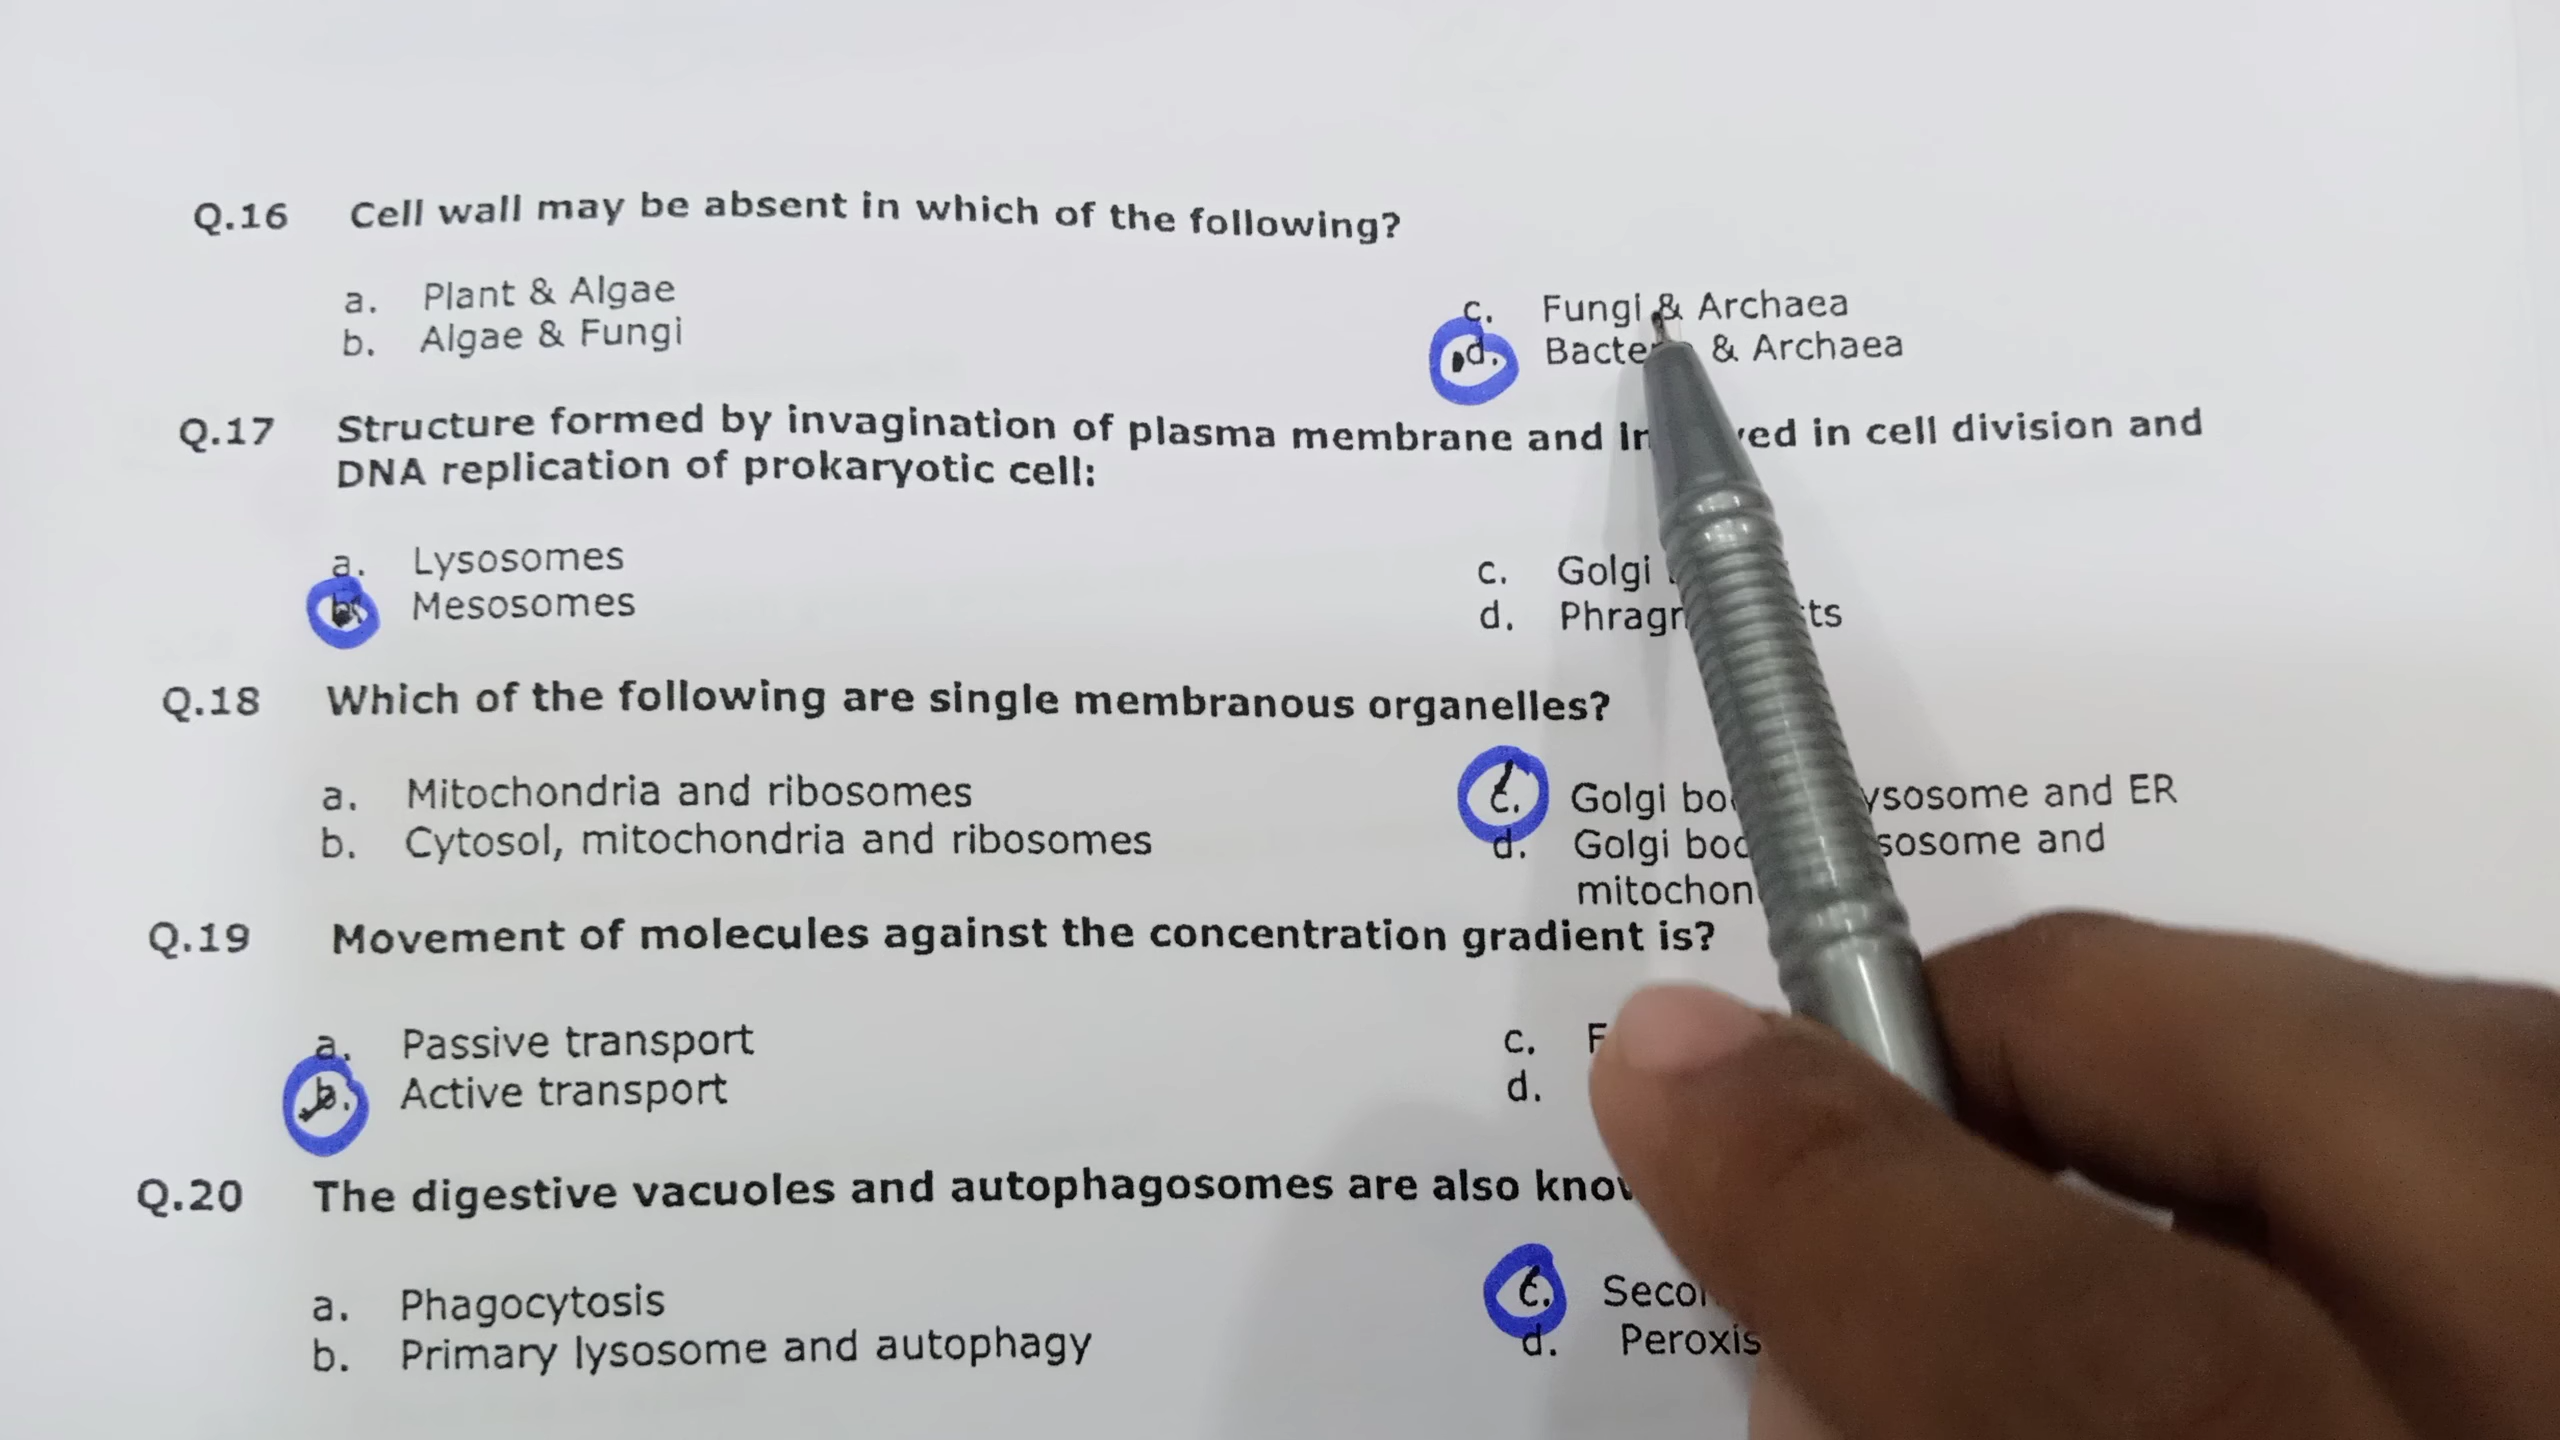 Q.16 Cell wall may be absent in which of the following?
a. Plant & Algae
b. Algae & Fungi
c. Fungi & Archaea
d. & Archaea
Q.17 Structure formed by invagination of plasma membrane and in cell division and
DNA replication of prokaryotic cell:
a. Lysosomes
b. Mesosomes
c. Golgi
d.
Q.18 Which of the following are single membranous organelles?
a. Mitochondria and ribosomes
b. Cytosol, mitochondria and ribosomes
c. Golgi and ER
d. Golgi and
Q.19 Movement of molecules against the concentration gradient is?
a. Passive transport
b. Active transport
c.
d.
Q.20 The digestive vacuoles and autophagosomes are also
a. Phagocytosis
b. Primary lysosome and autophagy
c.
d.